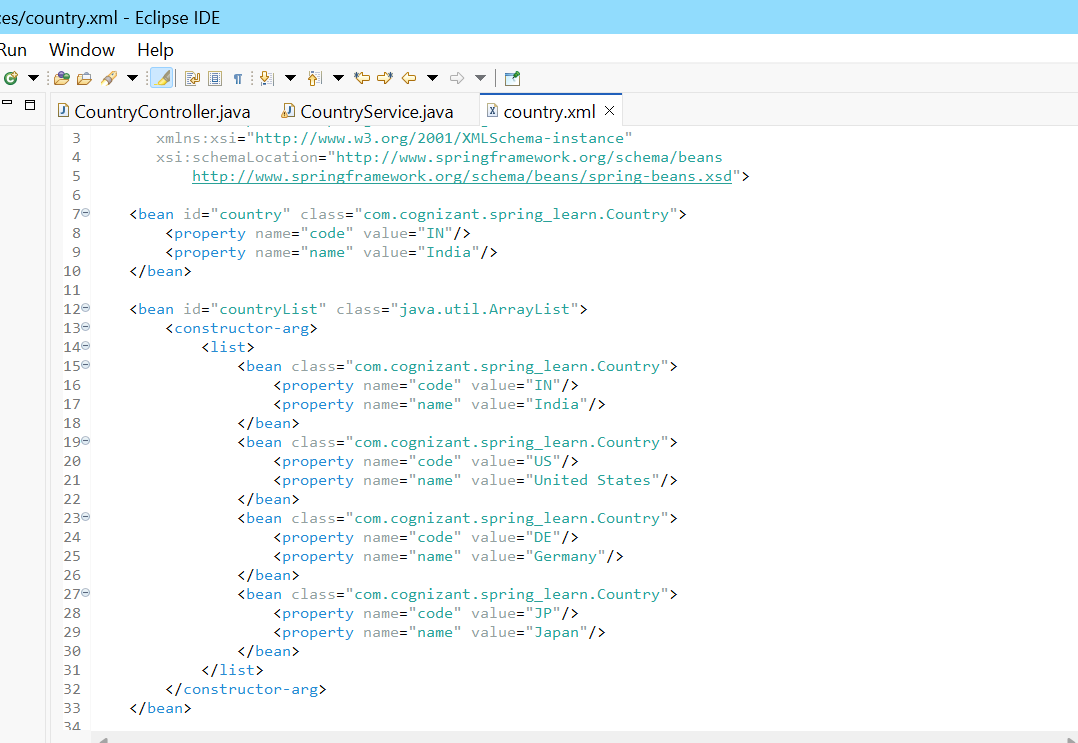 es/country.xml - Eclipse IDE
Run Window Help
CountryController.java CountryService.java country.xml
3 xmlns:xsi="http://www.w3.org/2001/XMLSchema-instance"
4 xsi:schemaLocation="http://www.springframework.org/schema/beans
5 http://www.springframework.org/schema/beans/spring-beans.xsd">
6
7 <bean id="country" class="com.cognizant.spring_learn.Country">
8 <property name="code" value="IN"/>
9 <property name="name" value="India"/>
10 </bean>
11
12 <bean id="countryList" class="java.util.ArrayList">
13 <constructor-arg>
14 <list>
15 <bean class="com.cognizant.spring_learn.Country">
16 <property name="code" value="IN"/>
17 <property name="name" value="India"/>
18 </bean>
19 <bean class="com.cognizant.spring_learn.Country">
20 <property name="code" value="US"/>
21 <property name="name" value="United States"/>
22 </bean>
23 <bean class="com.cognizant.spring_learn.Country">
24 <property name="code" value="DE"/>
25 <property name="name" value="Germany"/>
26 </bean>
27 <bean class="com.cognizant.spring_learn.Country">
28 <property name="code" value="JP"/>
29 <property name="name" value="Japan"/>
30 </bean>
31 </list>
32 </constructor-arg>
33 </bean>
34